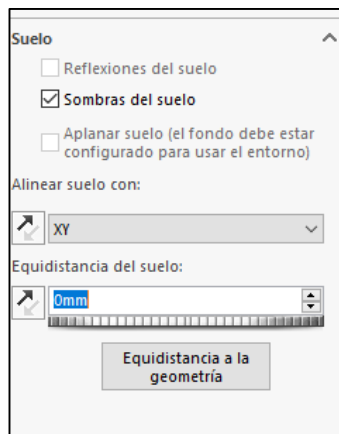 Suelo
Reflexiones del suelo
Sombras del suelo
Aplanar suelo (el fondo debe estar
configurado para usar el entorno)
Alinear suelo con:
XY
Equidistancia del suelo:
0mm
Equidistancia a la
geometría